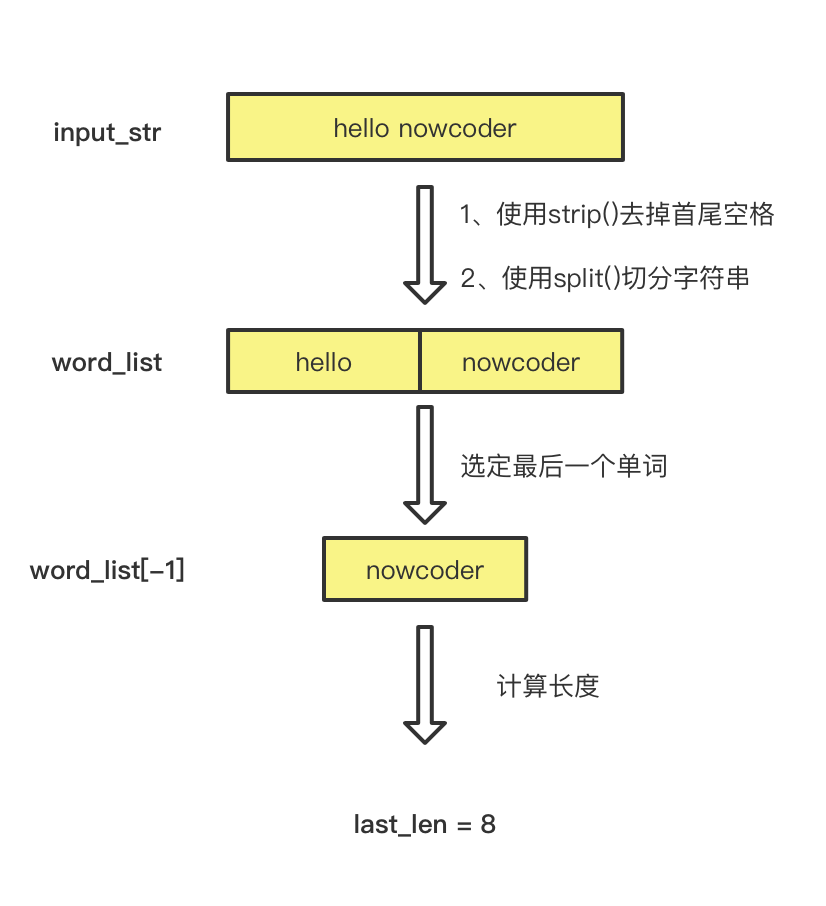 input_str
hello nowcoder
1、使用strip()去掉首尾空格
2、使用split()切分字符串
word_list
hello
nowcoder
选定最后一个单词
word_list[-1]
nowcoder
计算长度
last_len = 8